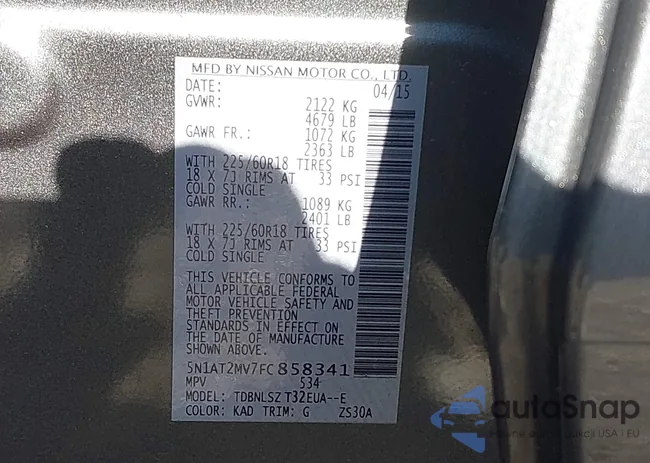 MFD BY NISSAN MOTOR CO., LTD.
DATE: 04/15
GVWR: 2122 KG
4679 LB
GAWR FR.: 1072 KG
2363 LB
WITH 225/60R18 TIRES
18 X 7J RIMS AT 33 PSI
COLD SINGLE
GAWR RR.: 1089 KG
2401 LB
WITH 225/60R18 TIRES
18 X 7J RIMS AT 33 PSI
COLD SINGLE
THIS VEHICLE CONFORMS TO
ALL APPLICABLE FEDERAL
MOTOR VEHICLE SAFETY AND
THEFT PREVENTION
STANDARDS IN EFFECT ON
THE DATE OF MANUFACTURE
SHOWN ABOVE.
5N1AT2MV7FC858341
MPV 534
MODEL: TDBNLSZ T32EUA--E
COLOR: KAD TRIM: G ZS30A
autoSnap
USA I EU